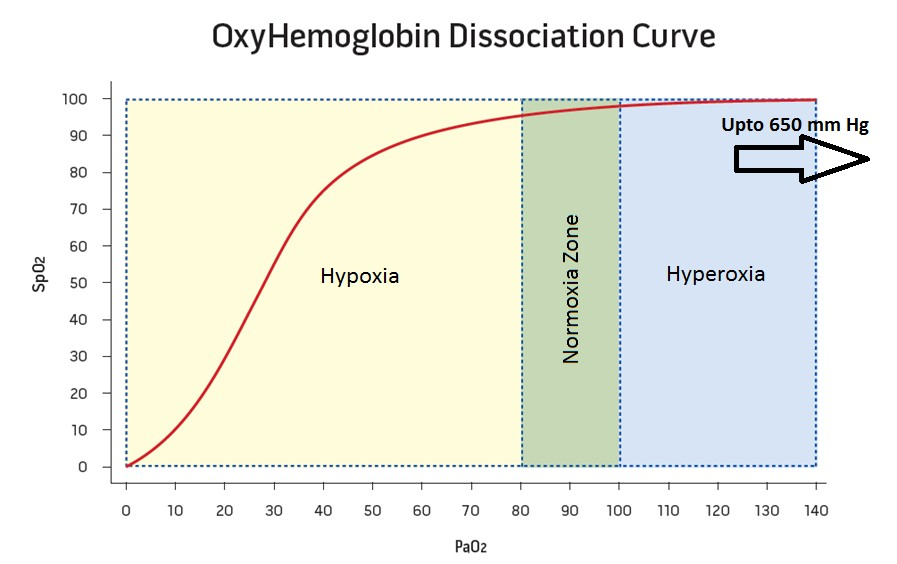 OxyHemoglobin Dissociation Curve
100
90
80
70
60
50
40
30
20
10
0
SpO2
Hypoxia
Normoxia Zone
Hyperoxia
Upto 650 mm Hg
0 10 20 30 40 50 60 70 80 90 100 110 120 130 140
PaO2